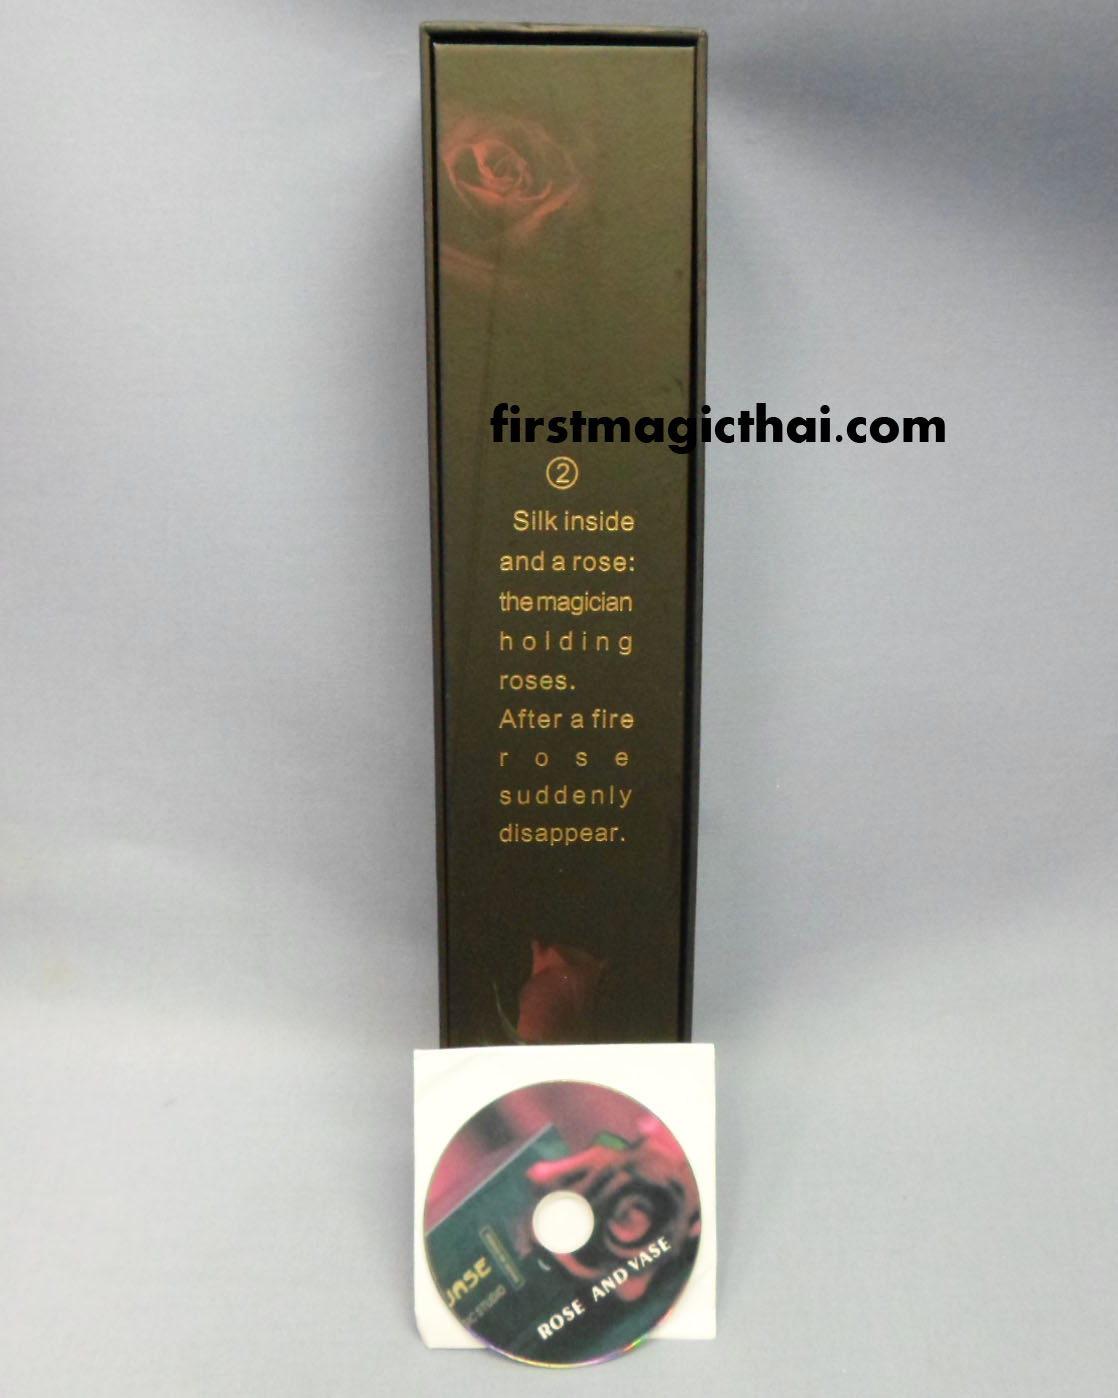 firstmagicthai.com
②
Silk inside
and a rose:
the magician
holding
roses.
After a fire
rose
suddenly
disappear.
ROSE AND VASE
STUDIO